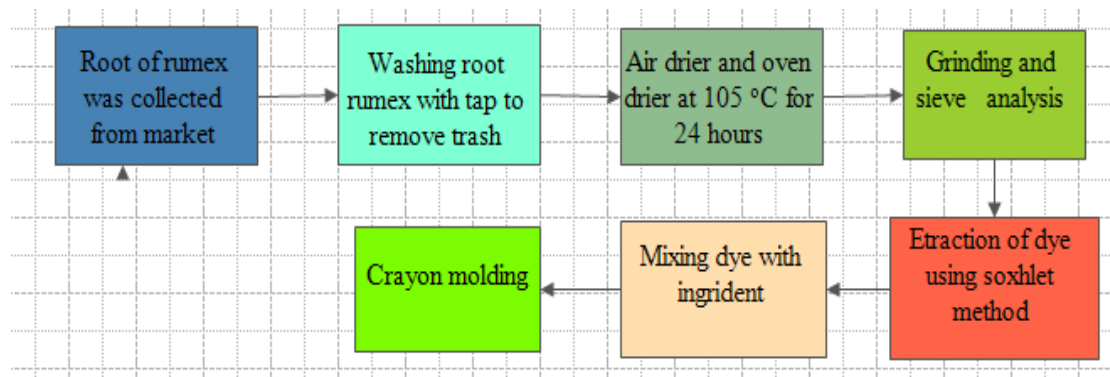 Root of rumex
was collected
from market
Washing root
rumex with tap to
remove trash
Air drier and oven
drier at 105 °C for
24 hours
Grinding and
sieve analysis
Etraction of dye
using soxhlet
method
Mixing dye with
ingrident
Crayon molding